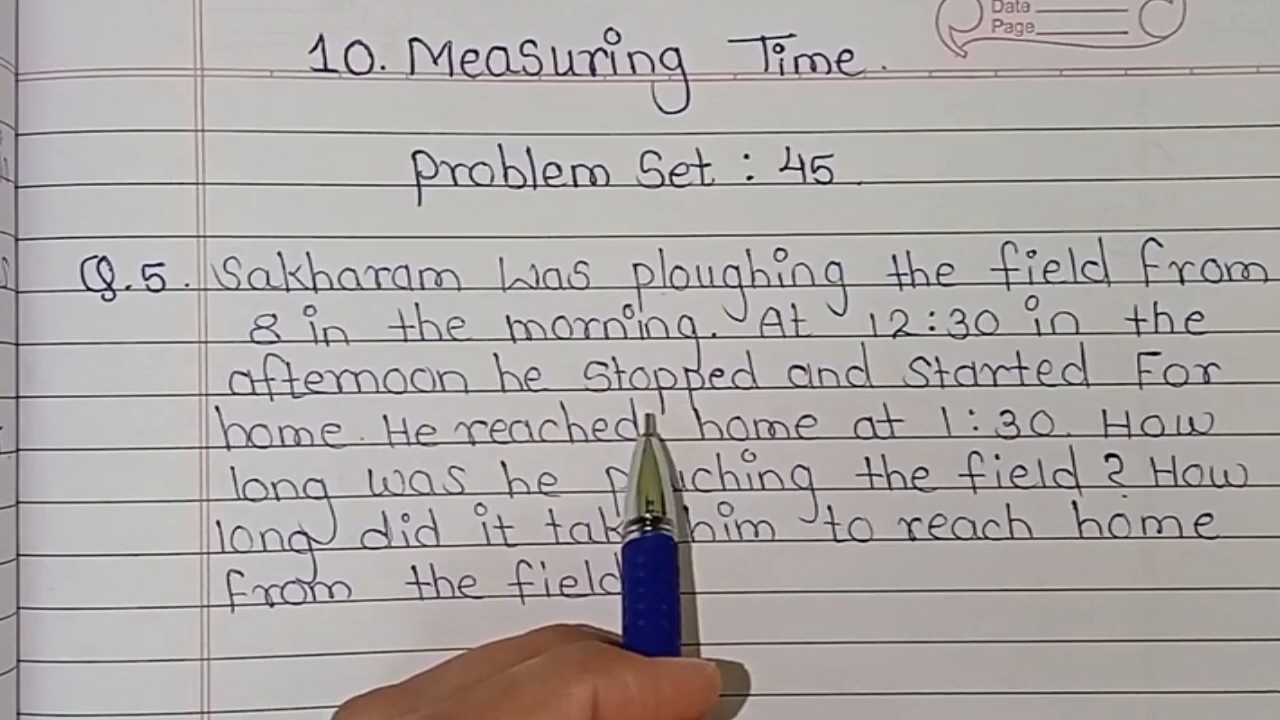 Date
Page
10. Measuring Time.
Problem Set : 45
Q.5. Sakharam was ploughing the field from
8 in the morning. At 12:30 in the
afternoon he stopped and started For
home. He reached home at 1:30. How
long was he the field ? How
long did it him to reach home
from the field